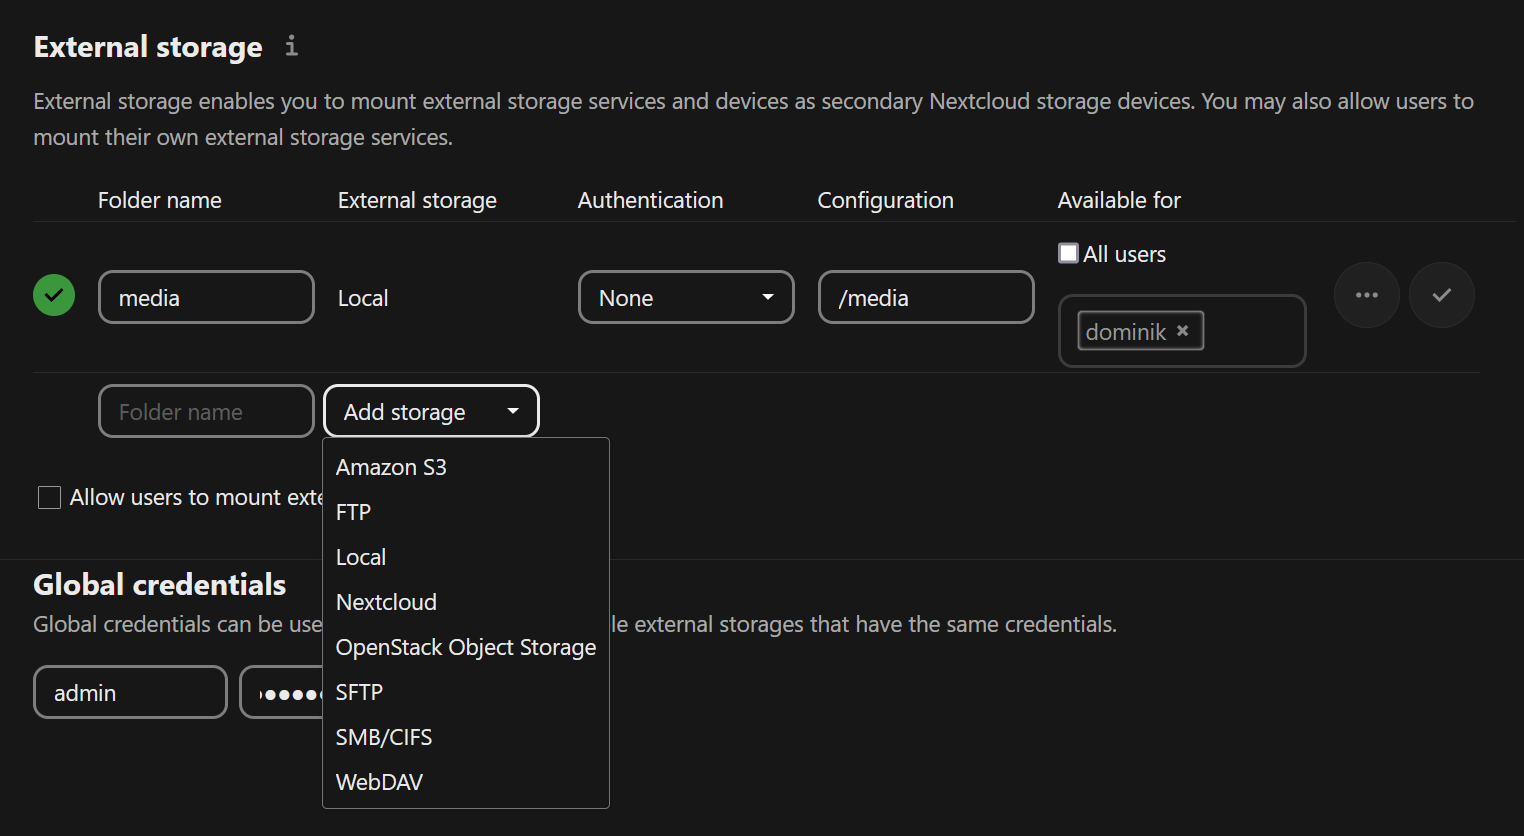 External storage
External storage enables you to mount external storage services and devices as secondary Nextcloud storage devices. You may also allow users to
mount their own external storage services.
Folder name External storage Authentication Configuration Available for
All users
media Local None /media
dominik
Folder name Add storage
Amazon S3
Allow users to mount exte
FTP
Local
Global credentials
Nextcloud
Global credentials can be use le external storages that have the same credentials.
OpenStack Object Storage
admin ●●●●●●
SFTP
SMB/CIFS
WebDAV